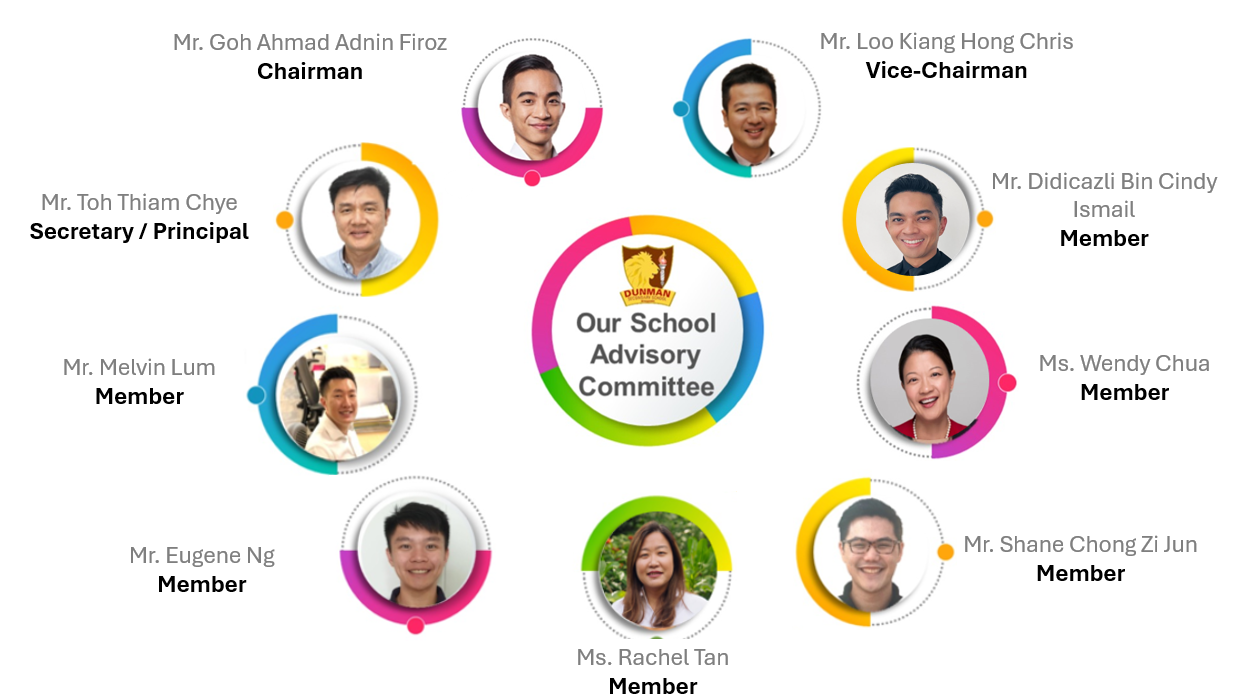 Mr. Goh Ahmad Adnin Firoz
Chairman
Mr. Loo Kiang Hong Chris
Vice-Chairman
Mr. Toh Thiam Chye
Secretary / Principal
Mr. Didicazli Bin Cindy
Ismail
Member
DUNMAN
Our School
Advisory
Committee
Mr. Melvin Lum
Member
Ms. Wendy Chua
Member
Mr. Eugene Ng
Member
Mr. Shane Chong Zi Jun
Member
Ms. Rachel Tan
Member